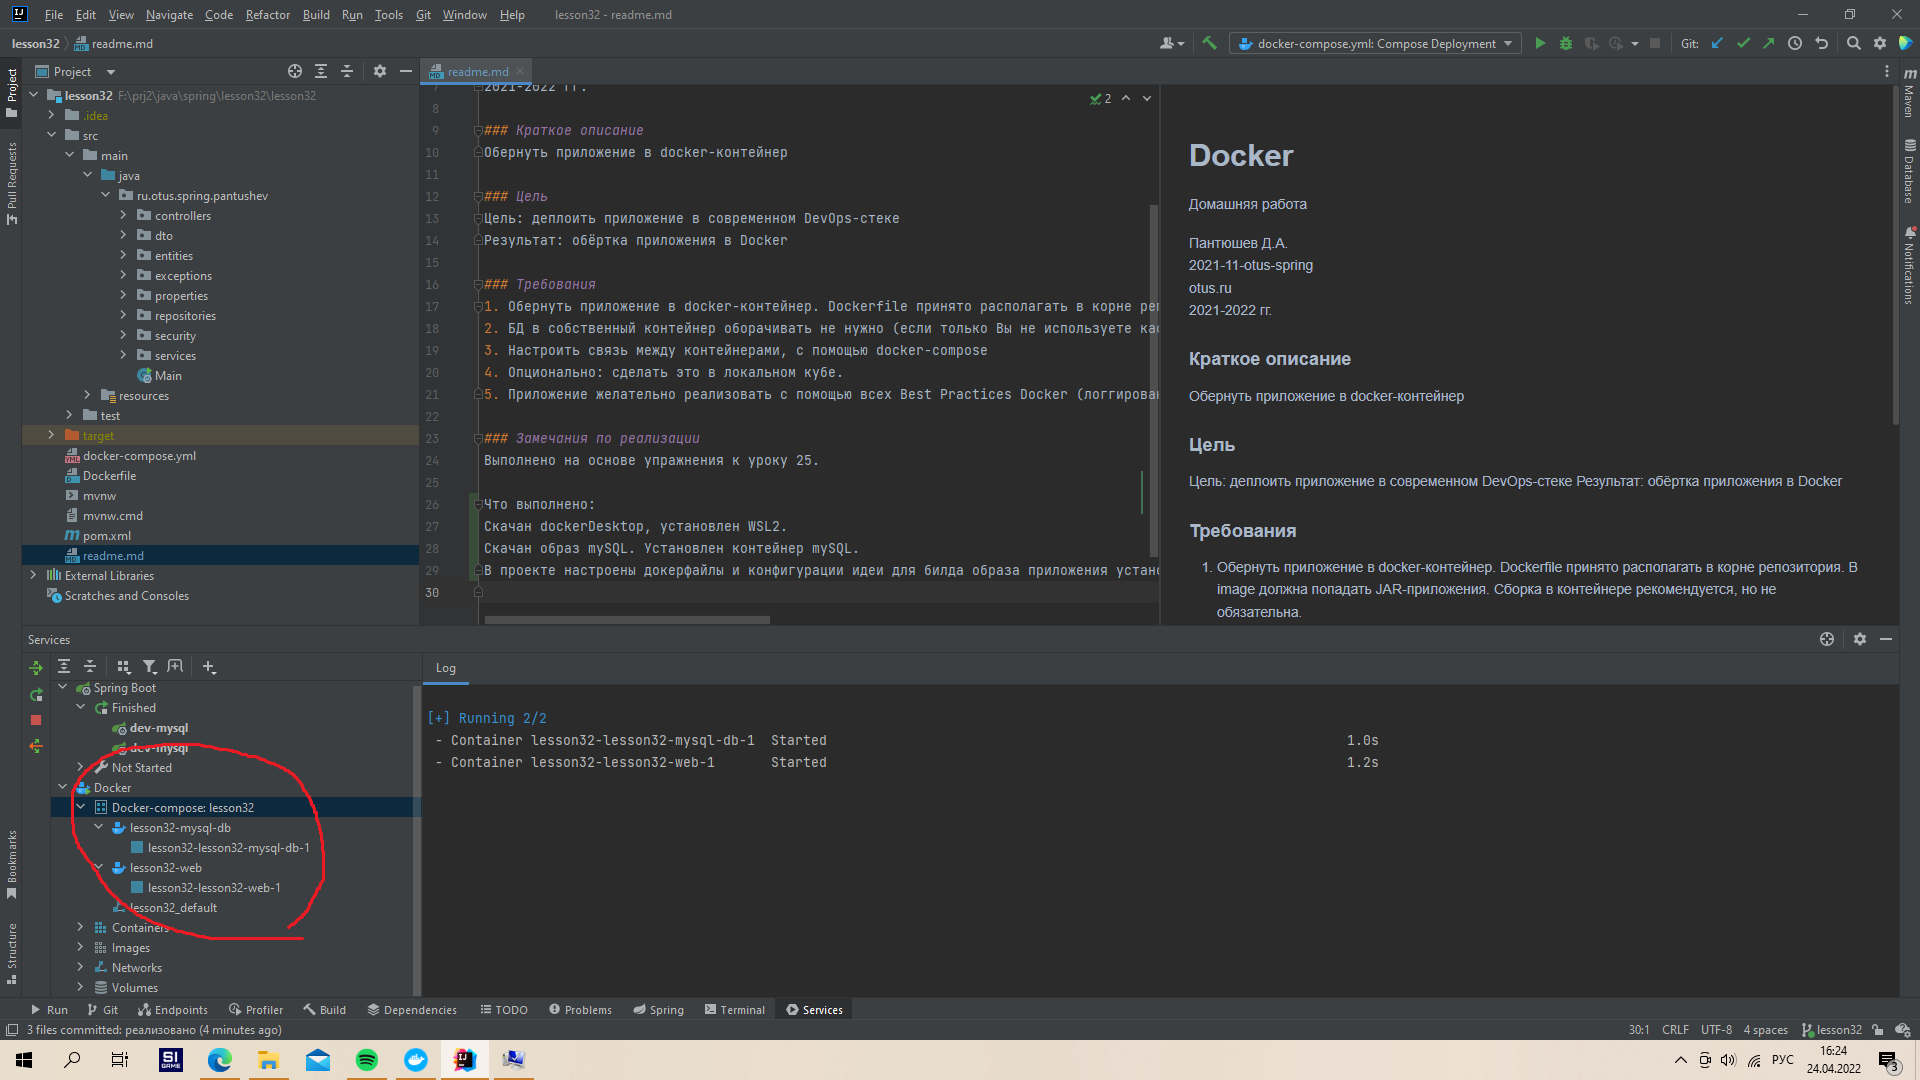 File Edit View Navigate Code Refactor Build Run Tools Git Window Help lesson32 - readme.md
lesson32 readme.md docker-compose.yml: Compose Deployment Git:
Project readme.md
lesson32 F:\prj2\java\spring\lesson32\lesson32
.idea
src
main
java
ru.otus.spring.pantushev
controllers
dto
entities
exceptions
properties
repositories
security
services
Main
resources
test
target
docker-compose.yml
Dockerfile
mvnw
mvnw.cmd
pom.xml
readme.md
External Libraries
Scratches and Consoles
Project
Pull Requests
Bookmarks
Structure
7 2021-2022 гг.
2
8
9 ### Краткое описание
10 Обернуть приложение в docker-контейнер
11
12 ### Цель
13 Цель: деплоить приложение в современном DevOps-стеке
14 Результат: обёртка приложения в Docker
15
16 ### Требования
17 1. Обернуть приложение в docker-контейнер. Dockerfile принято располагать в корне реп
18 2. БД в собственный контейнер оборачивать не нужно (если только Вы не используете кас
19 3. Настроить связь между контейнерами, с помощью docker-compose
20 4. Опционально: сделать это в локальном кубе.
21 5. Приложение желательно реализовать с помощью всех Best Practices Docker (логгирован
22
23 ### Замечания по реализации
24 Выполнено на основе упражнения к уроку 25.
25
26 Что выполнено:
27 Скачан dockerDesktop, установлен WSL2.
28 Скачан образ mySQL. Установлен контейнер mySQL.
29 В проекте настроены докерфайлы и конфигурации идеи для билда образа приложения устано
30
Docker
Домашняя работа
Пантюшев Д.А.
2021-11-otus-spring
otus.ru
2021-2022 гг.
Краткое описание
Обернуть приложение в docker-контейнер
Цель
Цель: деплоить приложение в современном DevOps-стеке Результат: обёртка приложения в Docker
Требования
1. Обернуть приложение в docker-контейнер. Dockerfile принято располагать в корне репозитория. В
image должна попадать JAR-приложения. Сборка в контейнере рекомендуется, но не
обязательна.
m Maven
Database
Notifications
Services
Spring Boot
Finished
dev-mysql
dev-mysql
Not Started
Docker
Docker-compose: lesson32
lesson32-mysql-db
lesson32-lesson32-mysql-db-1
lesson32-web
lesson32-lesson32-web-1
lesson32_default
Containers
Images
Networks
Volumes
Log
[+] Running 2/2
- Container lesson32-lesson32-mysql-db-1 Started 1.0s
- Container lesson32-lesson32-web-1 Started 1.2s
Run Git Endpoints Profiler Build Dependencies TODO Problems Spring Terminal Services
3 files committed: реализовано (4 minutes ago) 30:1 CRLF UTF-8 4 spaces lesson32
SI GAME
РУС
16:24
24.04.2022
3